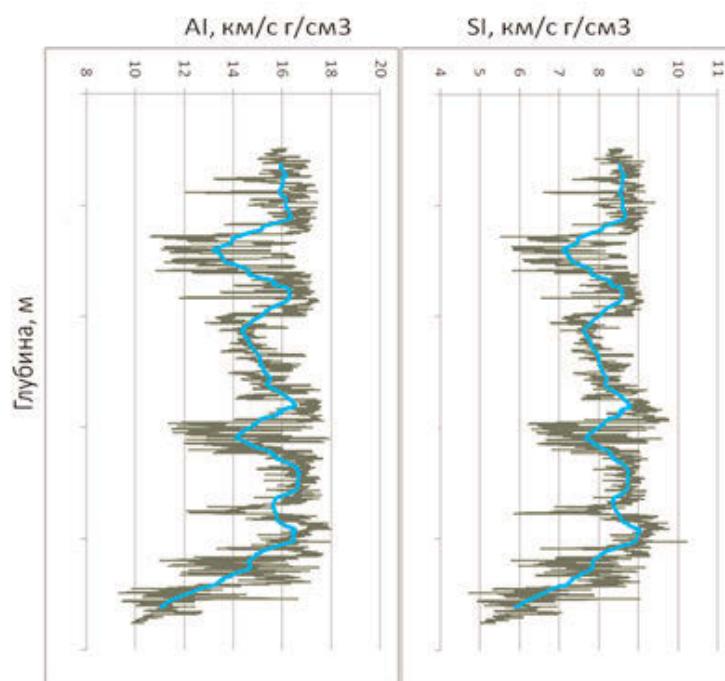 AI, км/с г/см3
SI, км/с г/см3
8 10 12 14 16 18 20
4 5 6 7 8 9 10 11
Глубина, м